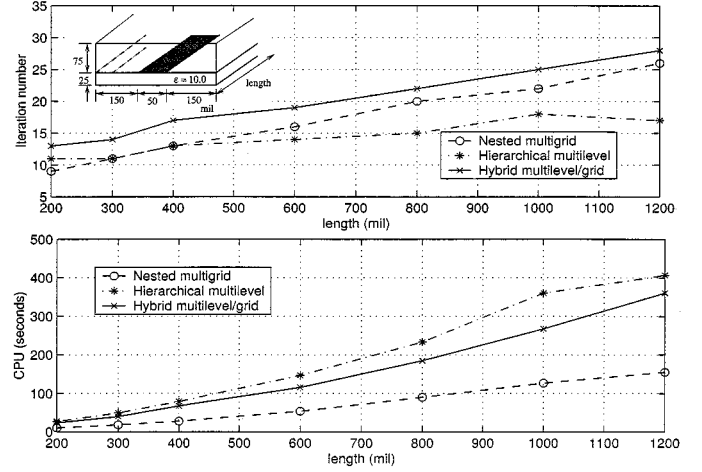 35
30
25
20
15
10
5
Iteration number
75
25
ε = 10.0
length
150
50
150
mil
Nested multigrid
Hierarchical multilevel
Hybrid multilevel/grid
200 300 400 500 600 700 800 900 1000 1100 1200
length (mil)
500
400
300
200
100
0
CPU (seconds)
Nested multigrid
Hierarchical multilevel
Hybrid multilevel/grid
200 300 400 500 600 700 800 900 1000 1100 1200
length (mil)